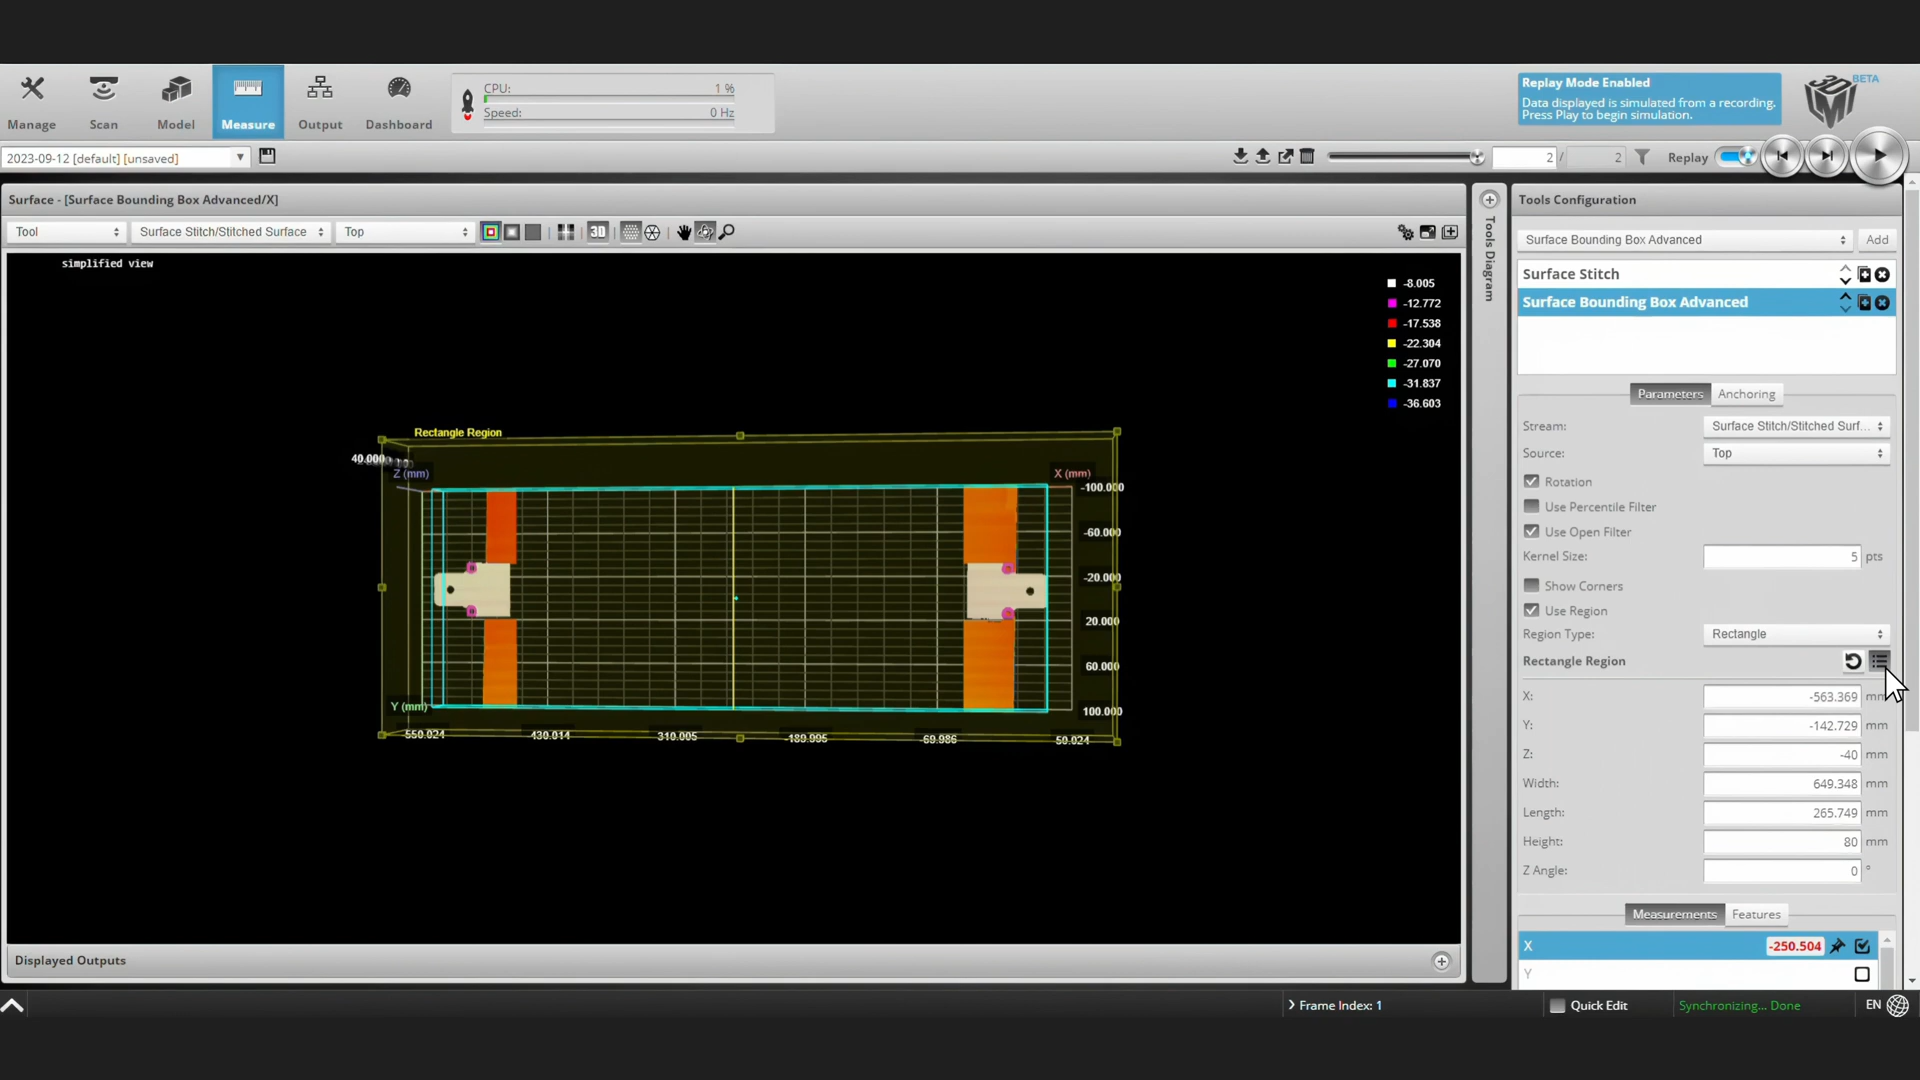 Manage
Scan
Model
Measure
Output
Dashboard
CPU: 1 %
Speed: 0 Hz
Replay Mode Enabled
Data displayed is simulated from a recording.
Press Play to begin simulation.
BETA
2023-09-12 [default] [unsaved]
2 / 2
Replay
Surface - [Surface Bounding Box Advanced/X]
Tool
Surface Stitch/Stitched Surface
Top
3D
simplified view
-8.005
-12.772
-17.538
-22.304
-27.070
-31.837
-36.603
Rectangle Region
40.000
Z (mm)
X (mm)
-100.000
-60.000
-20.000
20.000
60.000
100.000
Y (mm)
-550.024
-430.014
-310.005
-189.995
-69.986
50.024
Displayed Outputs
Tools Diagram
Tools Configuration
Surface Bounding Box Advanced
Add
Surface Stitch
Surface Bounding Box Advanced
Parameters
Anchoring
Stream: Surface Stitch/Stitched Surf...
Source: Top
Rotation
Use Percentile Filter
Use Open Filter
Kernel Size: 5 pts
Show Corners
Use Region
Region Type: Rectangle
Rectangle Region
X: -563.369
Y: -142.729 mm
Z: -40 mm
Width: 649.348 mm
Length: 265.749 mm
Height: 80 mm
Z Angle: 0 °
Measurements
Features
X -250.504
Y
Frame Index: 1
Quick Edit
Synchronizing... Done
EN